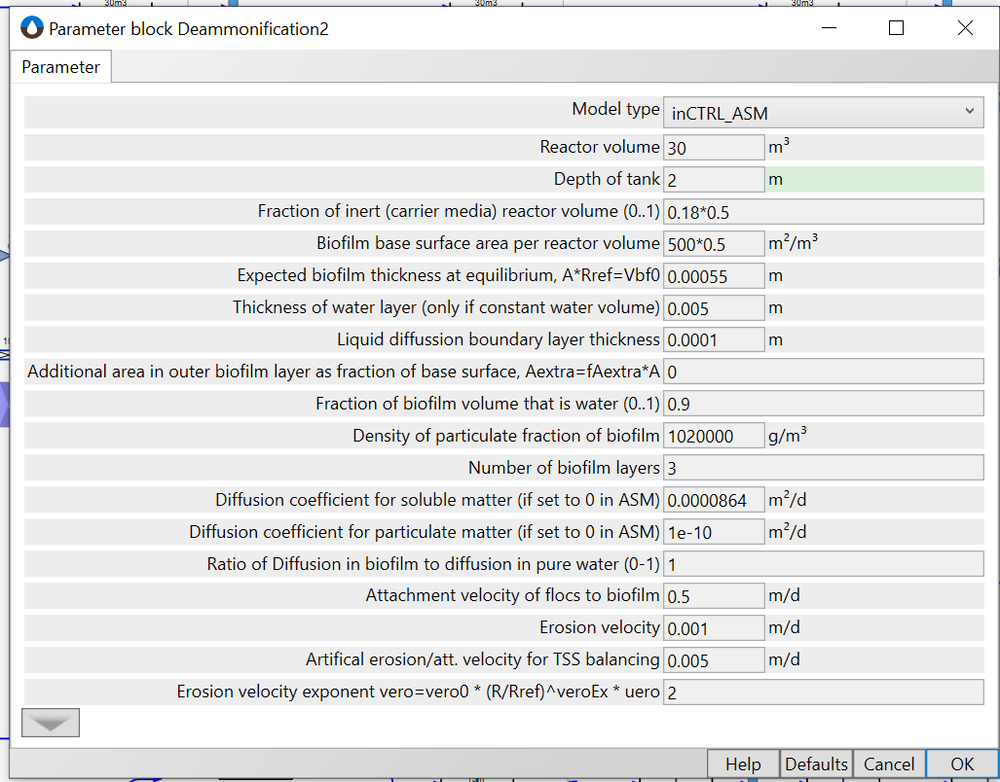 30m3 30m3 30m3
Parameter block Deammonification2
Parameter
Model type inCTRL_ASM
Reactor volume 30 m³
Depth of tank 2 m
Fraction of inert (carrier media) reactor volume (0..1) 0.18*0.5
Biofilm base surface area per reactor volume 500*0.5 m²/m³
Expected biofilm thickness at equilibrium, A*Rref=Vbf0 0.00055 m
Thickness of water layer (only if constant water volume) 0.005 m
Liquid diffussion boundary layer thickness 0.0001 m
Additional area in outer biofilm layer as fraction of base surface, Aextra=fAextra*A 0
Fraction of biofilm volume that is water (0..1) 0.9
Density of particulate fraction of biofilm 1020000 g/m³
Number of biofilm layers 3
Diffusion coefficient for soluble matter (if set to 0 in ASM) 0.0000864 m²/d
Diffusion coefficient for particulate matter (if set to 0 in ASM) 1e-10 m²/d
Ratio of Diffusion in biofilm to diffusion in pure water (0-1) 1
Attachment velocity of flocs to biofilm 0.5 m/d
Erosion velocity 0.001 m/d
Artifical erosion/att. velocity for TSS balancing 0.005 m/d
Erosion velocity exponent vero=vero0 * (R/Rref)^veroEx * uero 2
Help Defaults Cancel OK